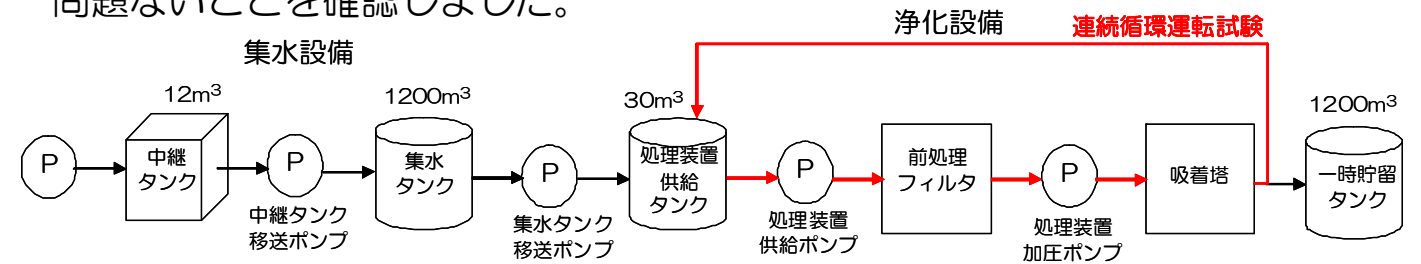 問題ないことを確認しました。
浄化設備
連続循環運転試験
集水設備
12m³
1200m³
30m³
1200m³
P
中継
タンク
P
中継タンク
移送ポンプ
集水
タンク
P
集水タンク
移送ポンプ
処理装置
供給
タンク
P
処理装置
供給ポンプ
前処理
フィルタ
P
処理装置
加圧ポンプ
吸着塔
一時貯留
タンク